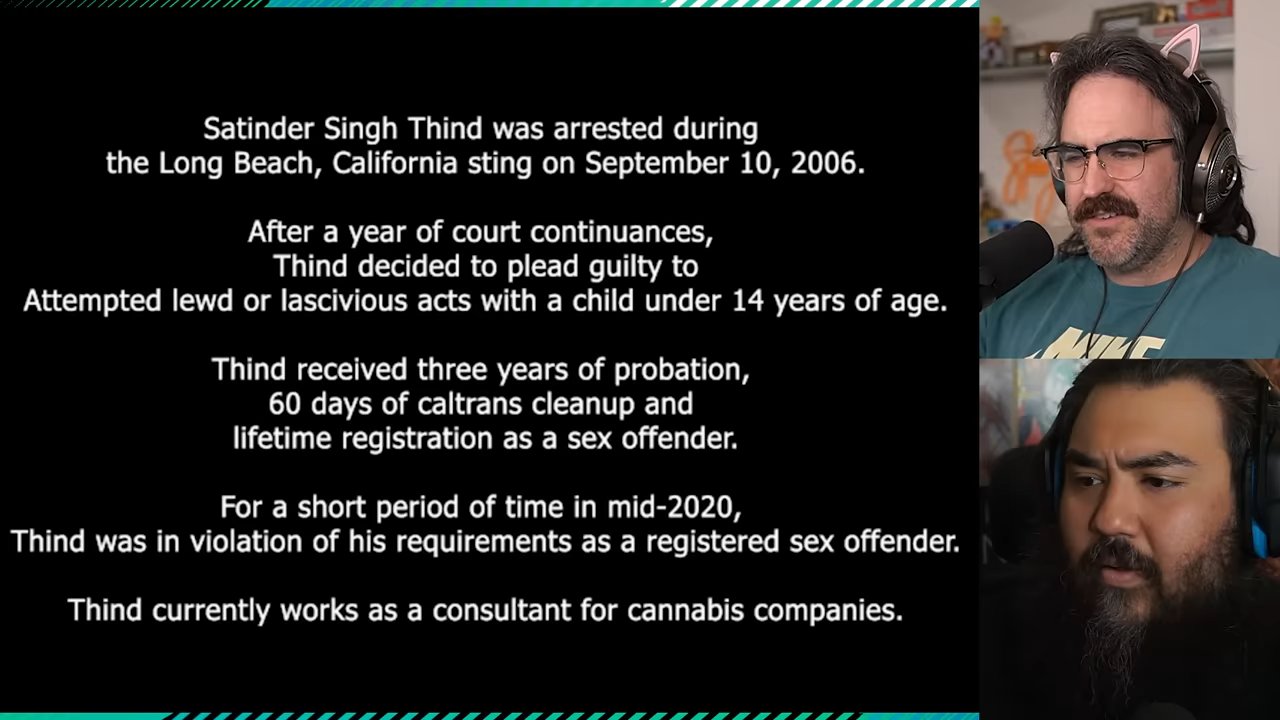 Satinder Singh Thind was arrested during
the Long Beach, California sting on September 10, 2006.
After a year of court continuances,
Thind decided to plead guilty to
Attempted lewd or lascivious acts with a child under 14 years of age.
Thind received three years of probation,
60 days of caltrans cleanup and
lifetime registration as a sex offender.
For a short period of time in mid-2020,
Thind was in violation of his requirements as a registered sex offender.
Thind currently works as a consultant for cannabis companies.
NIKE